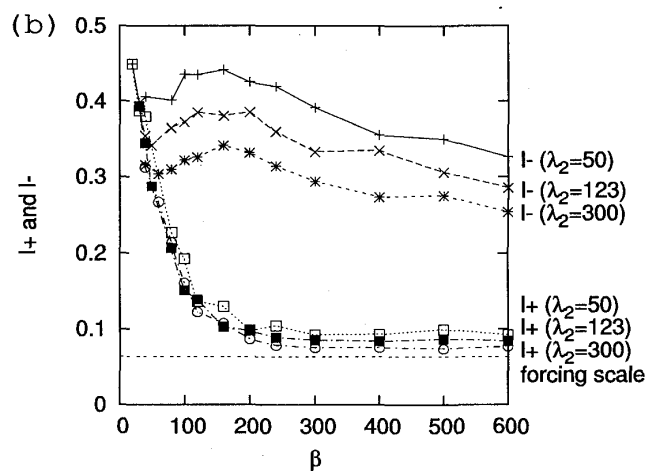 (b)
0.5
0.4
0.3
0.2
0.1
0
l+ and l-
0 100 200 300 400 500 600
β
l- (λ2=50)
l- (λ2=123)
l- (λ2=300)
l+ (λ2=50)
l+ (λ2=123)
l+ (λ2=300)
forcing scale